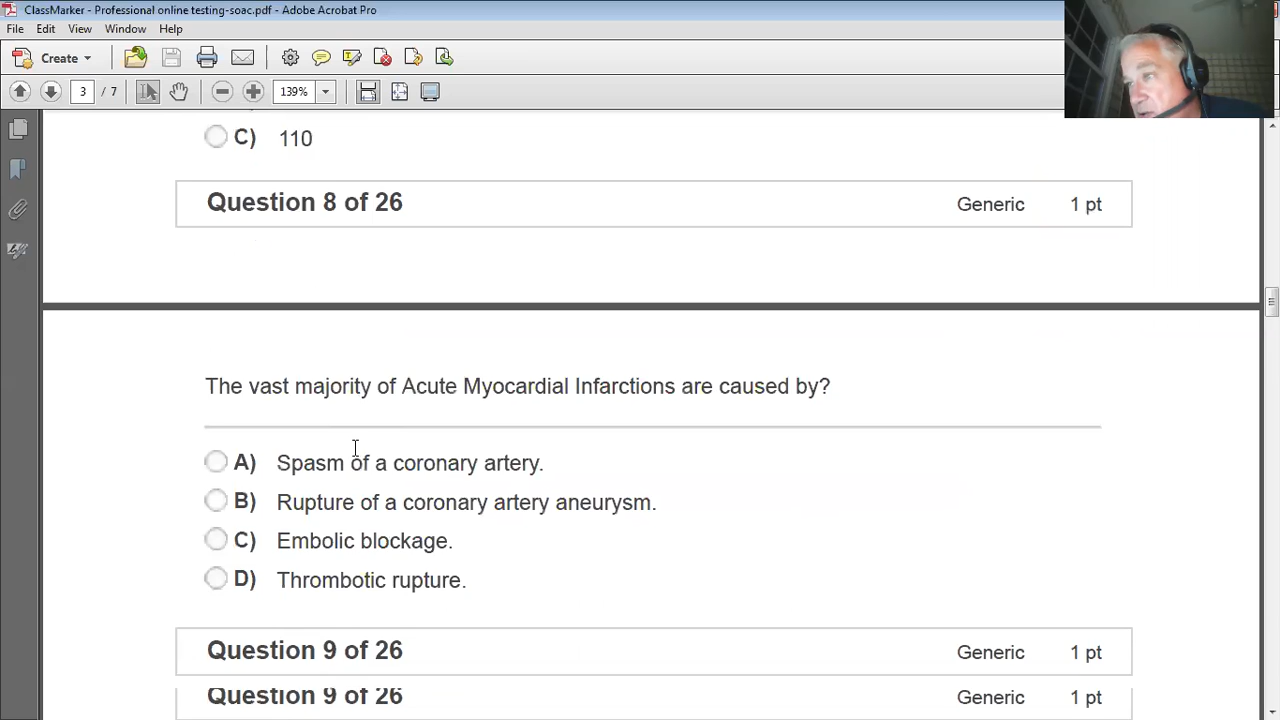 ClassMarker - Professional online testing-soac.pdf - Adobe Acrobat Pro
File Edit View Window Help
Create
3 / 7 139%
C) 110
Question 8 of 26 Generic 1 pt
The vast majority of Acute Myocardial Infarctions are caused by?
A) Spasm of a coronary artery.
B) Rupture of a coronary artery aneurysm.
C) Embolic blockage.
D) Thrombotic rupture.
Question 9 of 26 Generic 1 pt
Question 9 of 26 Generic 1 pt